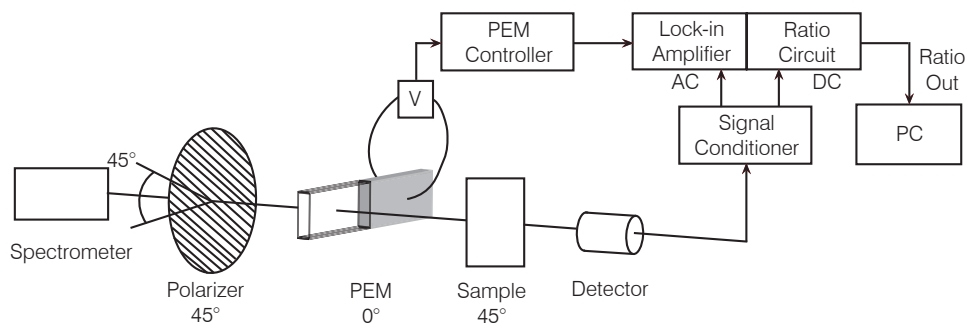 PEM
Controller
Lock-in
Amplifier
Ratio
Circuit
AC
DC
Ratio
Out
V
Signal
Conditioner
PC
45°
Spectrometer
Polarizer
45°
PEM
0°
Sample
45°
Detector